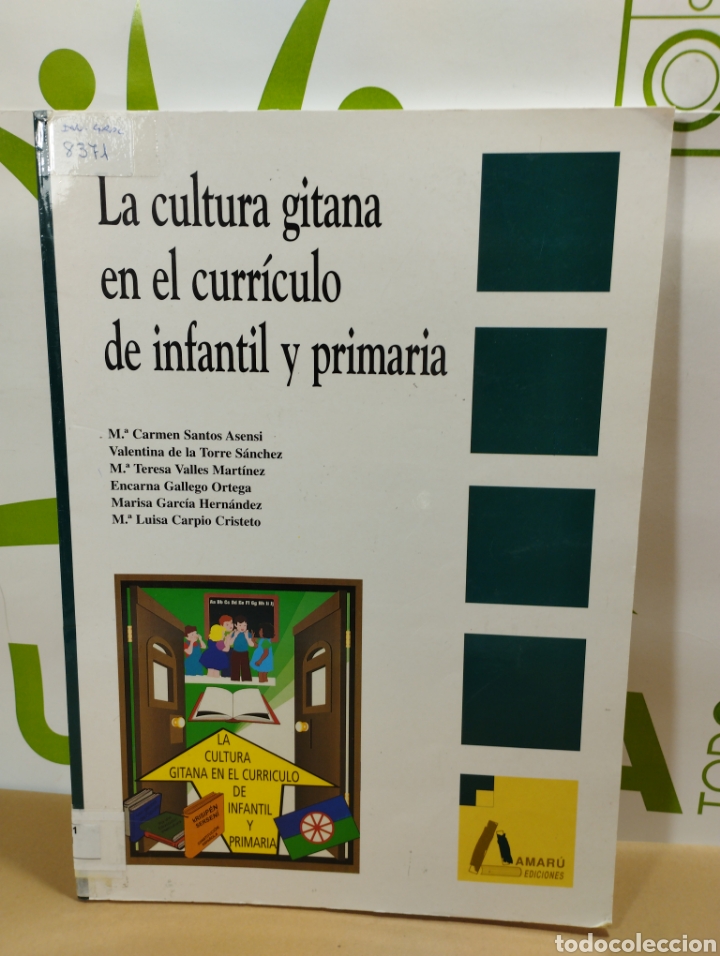 8371
La cultura gitana
en el currículo
de infantil y primaria
M.ª Carmen Santos Asensi
Valentina de la Torre Sánchez
M.ª Teresa Valles Martínez
Encarna Gallego Ortega
Marisa García Hernández
M.ª Luisa Carpio Cristeto
LA
CULTURA
GITANA EN EL CURRICULO
DE
INFANTIL
Y
PRIMARIA
1
AMARÚ
EDICIONES
TOD
todocoleccion